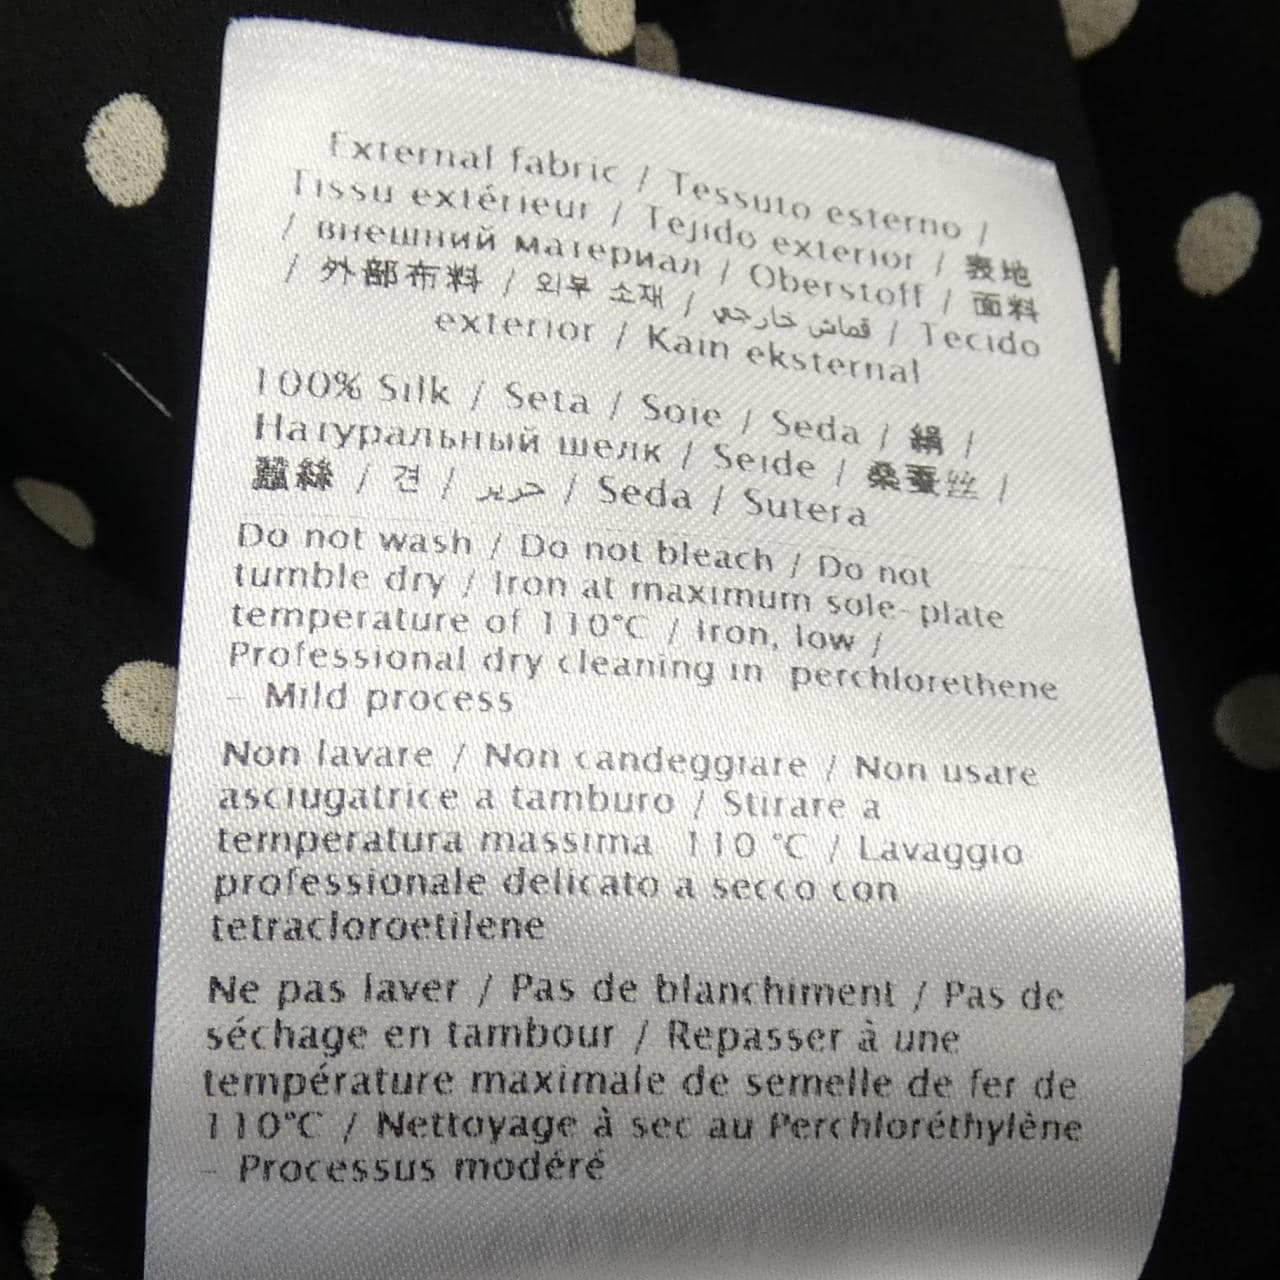 External fabric / Tessuto esterno /
Tissu extérieur / Tejido exterior / 表地
/ внешний материал / Oberstoff / 面料
/ 外部布料 / 외부 소재 / قماش خارجي / Tecido
exterior / Kain eksternal
100% Silk / Seta / Soie / Seda / 絹 /
Натуральный шелк / Seide / 桑蚕丝 /
蠶絲 / 견 / حرير / Seda / Sutera
Do not wash / Do not bleach / Do not
tumble dry / Iron at maximum sole-plate
temperature of 110°C / Iron, low /
Professional dry cleaning in perchlorethene
- Mild process
Non lavare / Non candeggiare / Non usare
asciugatrice a tamburo / Stirare a
temperatura massima 110 °C / Lavaggio
professionale delicato a secco con
tetracloroetilene
Ne pas laver / Pas de blanchiment / Pas de
séchage en tambour / Repasser à une
température maximale de semelle de fer de
110°C / Nettoyage à sec au Perchloréthylène
- Processus modéré